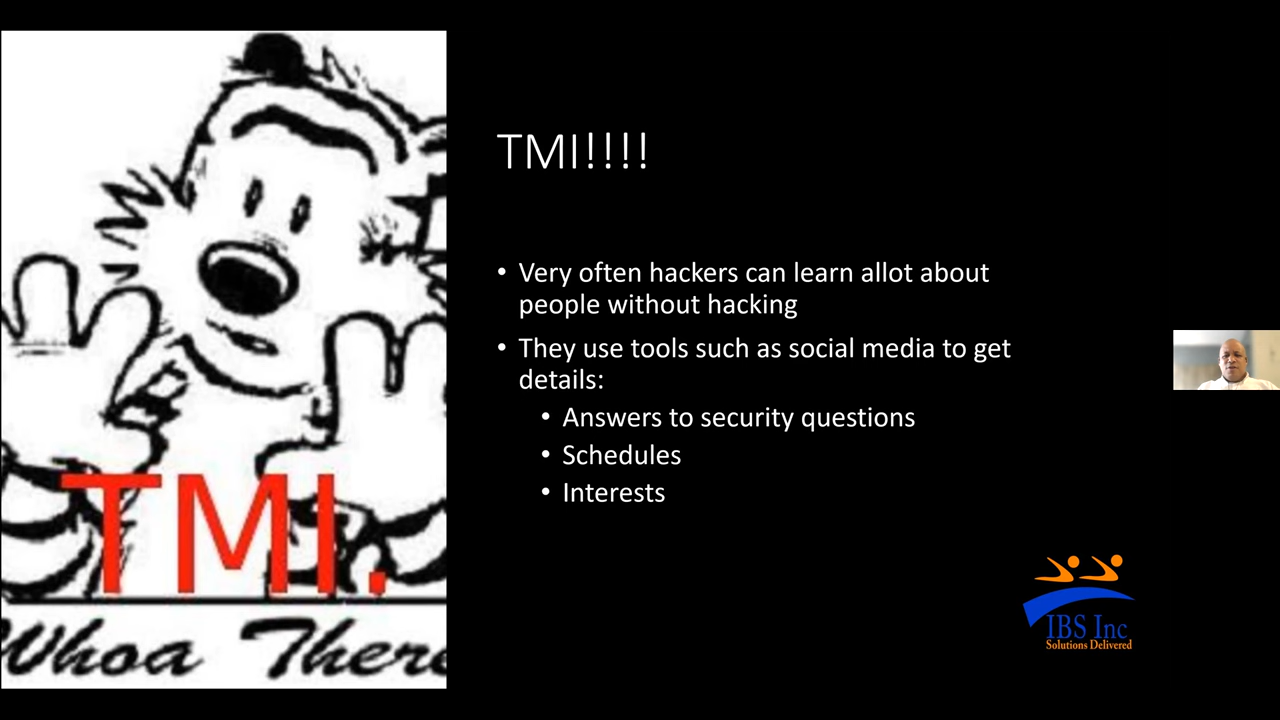 TMI.
Whoa There
TMI!!!!
• Very often hackers can learn allot about
people without hacking
• They use tools such as social media to get
details:
• Answers to security questions
• Schedules
• Interests
IBS Inc
Solutions Delivered